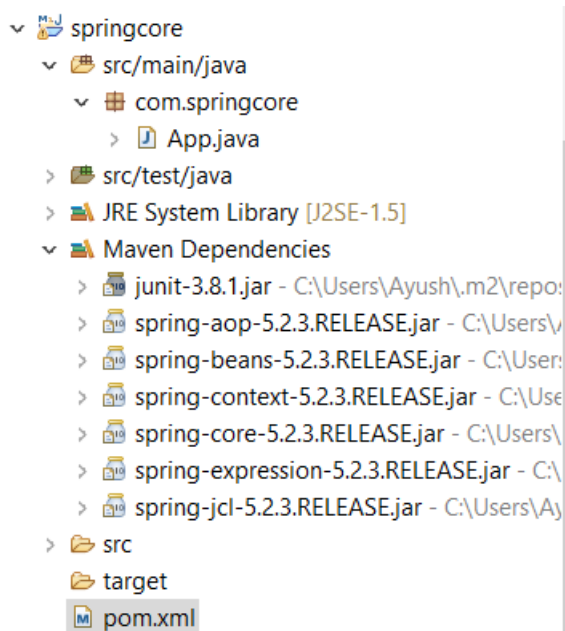 springcore
src/main/java
com.springcore
App.java
src/test/java
JRE System Library [J2SE-1.5]
Maven Dependencies
junit-3.8.1.jar - C:\Users\Ayush\.m2\repos
spring-aop-5.2.3.RELEASE.jar - C:\Users\
spring-beans-5.2.3.RELEASE.jar - C:\Users
spring-context-5.2.3.RELEASE.jar - C:\Use
spring-core-5.2.3.RELEASE.jar - C:\Users\
spring-expression-5.2.3.RELEASE.jar - C:\
spring-jcl-5.2.3.RELEASE.jar - C:\Users\Ay
src
target
pom.xml